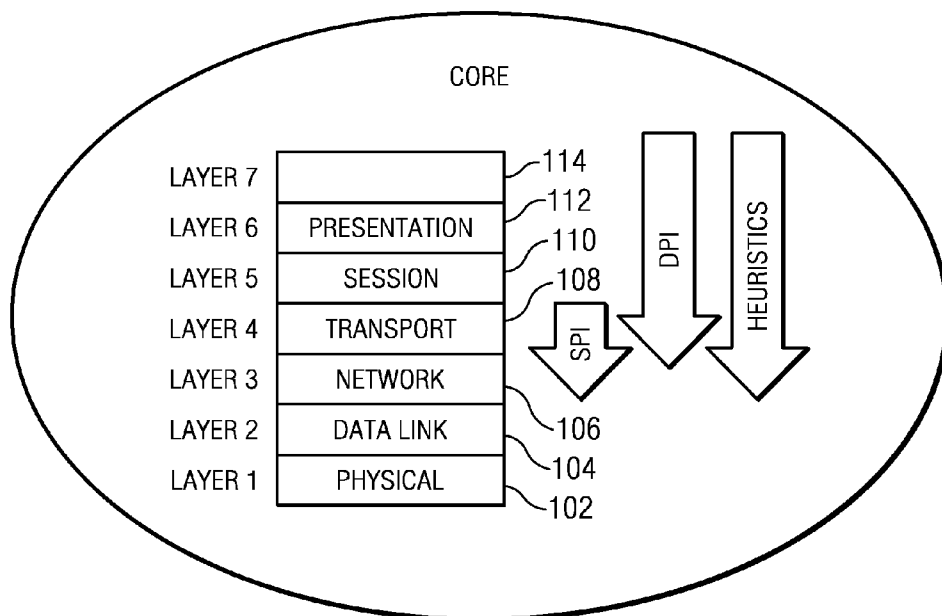 CORE
LAYER 7
114
LAYER 6
PRESENTATION
112
LAYER 5
SESSION
110
LAYER 4
TRANSPORT
108
LAYER 3
NETWORK
106
LAYER 2
DATA LINK
104
LAYER 1
PHYSICAL
102
SPI
DPI
HEURISTICS